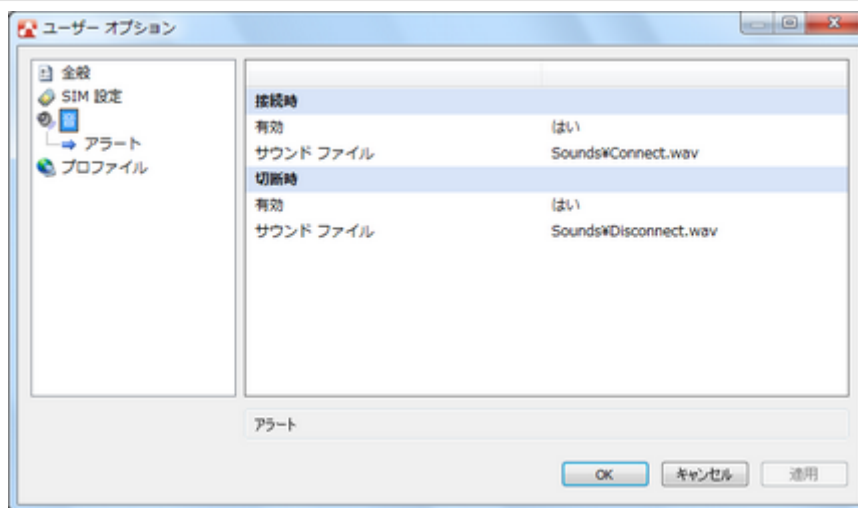 ユーザー オプション
全般
SIM 設定
音
アラート
プロファイル
接続時
有効 はい
サウンド ファイル Sounds¥Connect.wav
切断時
有効 はい
サウンド ファイル Sounds¥Disconnect.wav
アラート
OK キャンセル 適用